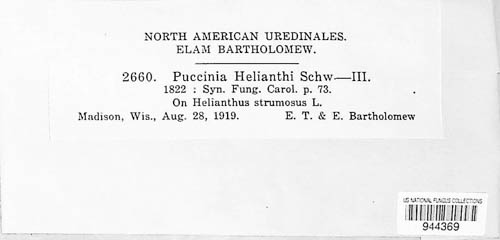 NORTH AMERICAN UREDINALES.
ELAM BARTHOLOMEW.
2660. Puccinia Helianthi Schw—III.
1822 : Syn. Fung. Carol. p. 73.
On Helianthus strumosus L.
Madison, Wis., Aug. 28, 1919. E. T. & E. Bartholomew
US NATIONAL FUNGUS COLLECTIONS
944369